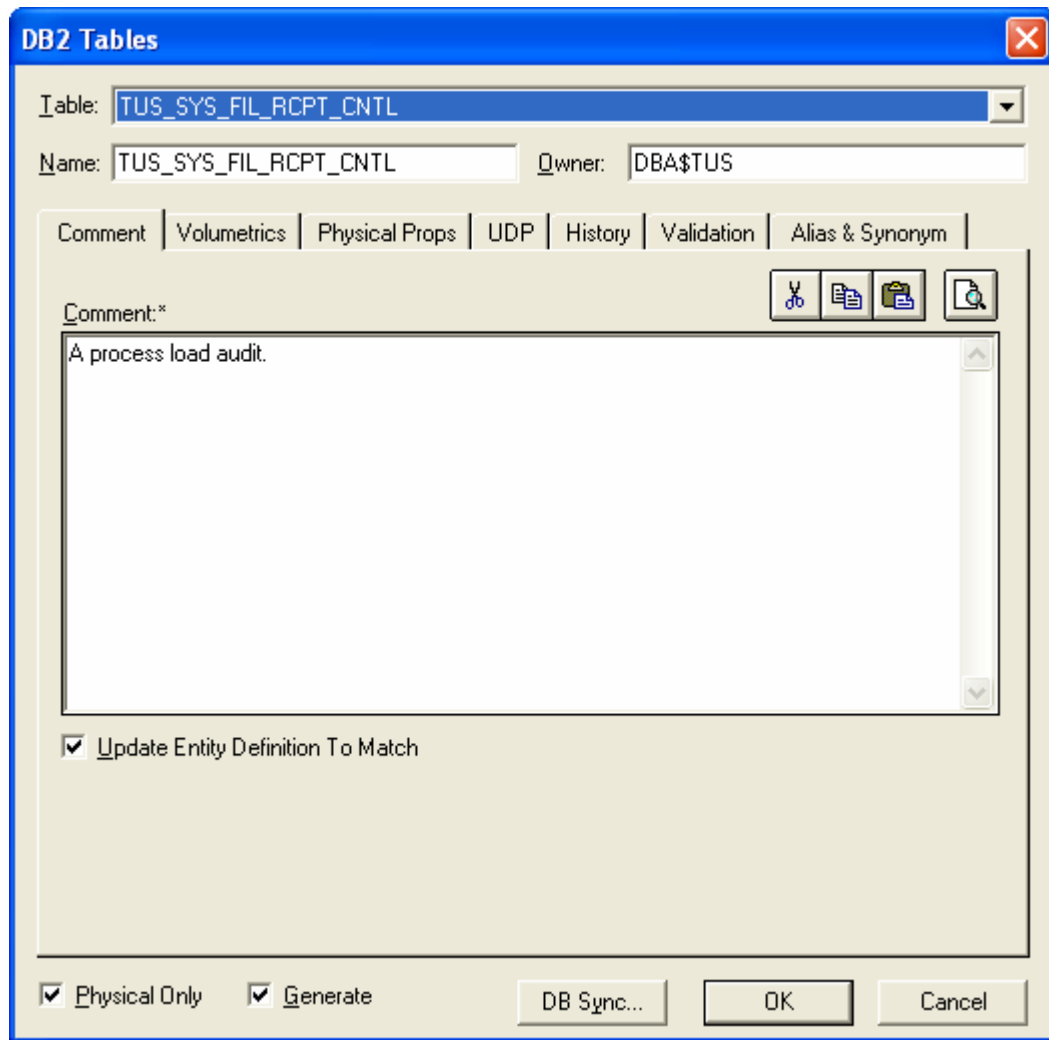 DB2 Tables
Table: TUS_SYS_FIL_RCPT_CNTL
Name: TUS_SYS_FIL_RCPT_CNTL Owner: DBA$TUS
Comment Volumetrics Physical Props UDP History Validation Alias & Synonym
Comment:*
A process load audit.
Update Entity Definition To Match
Physical Only Generate DB Sync... OK Cancel